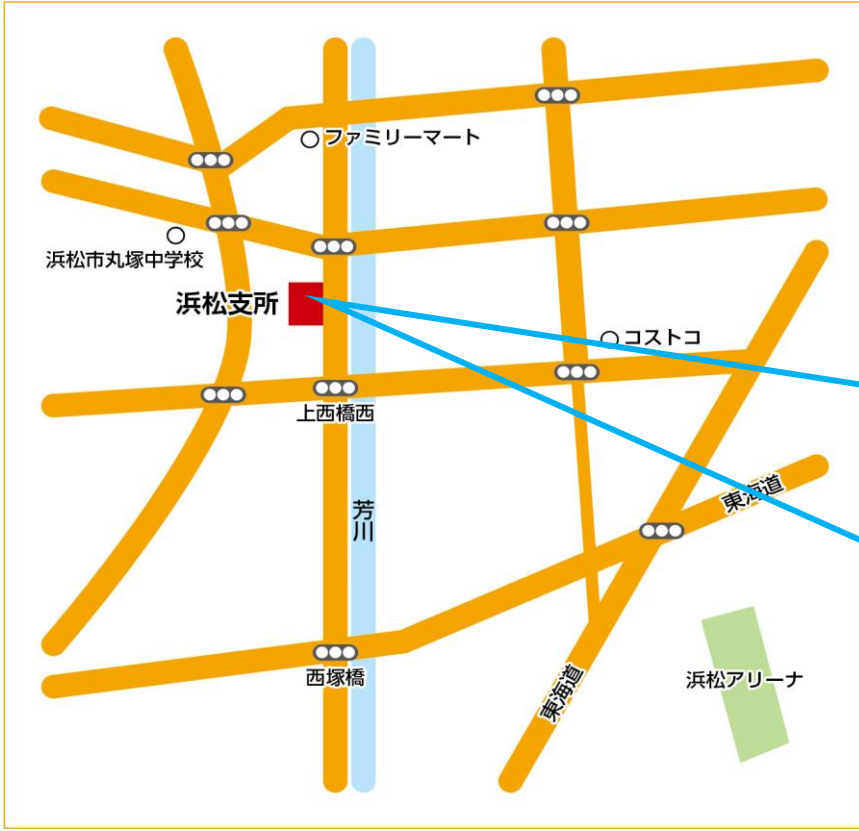 ファミリーマート
浜松市丸塚中学校
浜松支所
コストコ
上西橋西
芳川
東海道
西塚橋
東海道
浜松アリーナ